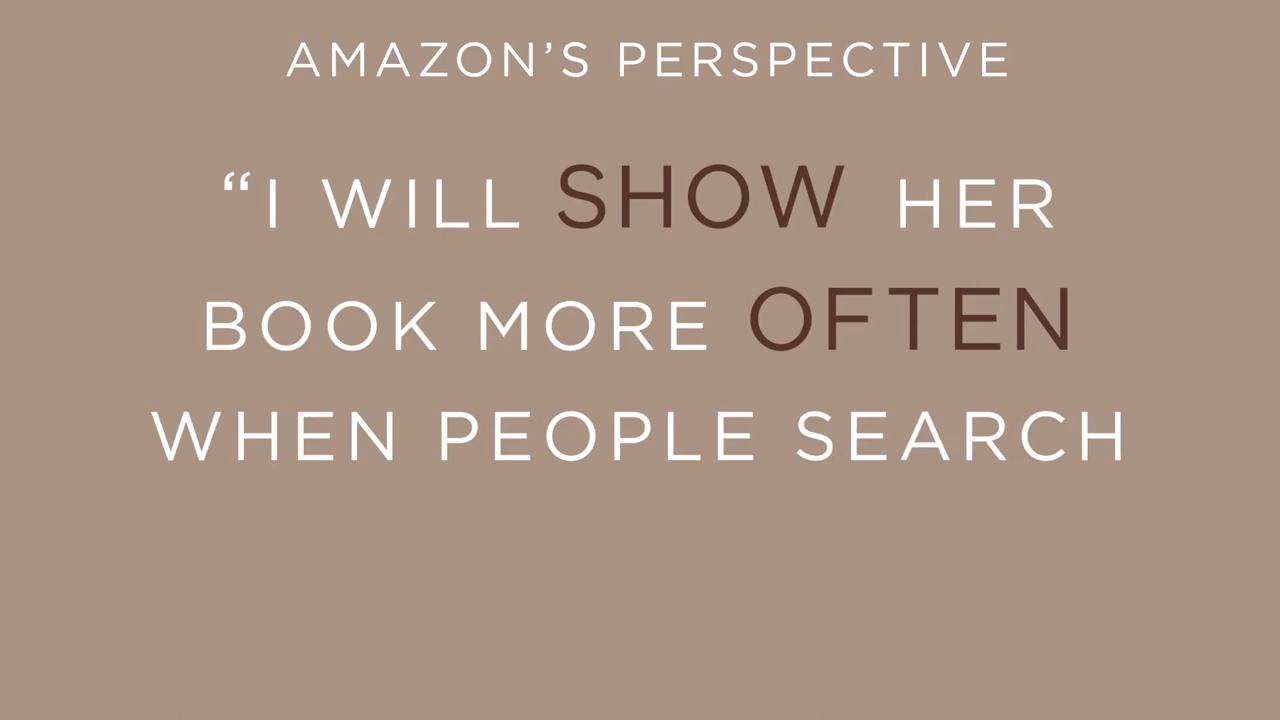 AMAZON’S PERSPECTIVE
“I WILL SHOW HER
BOOK MORE OFTEN
WHEN PEOPLE SEARCH